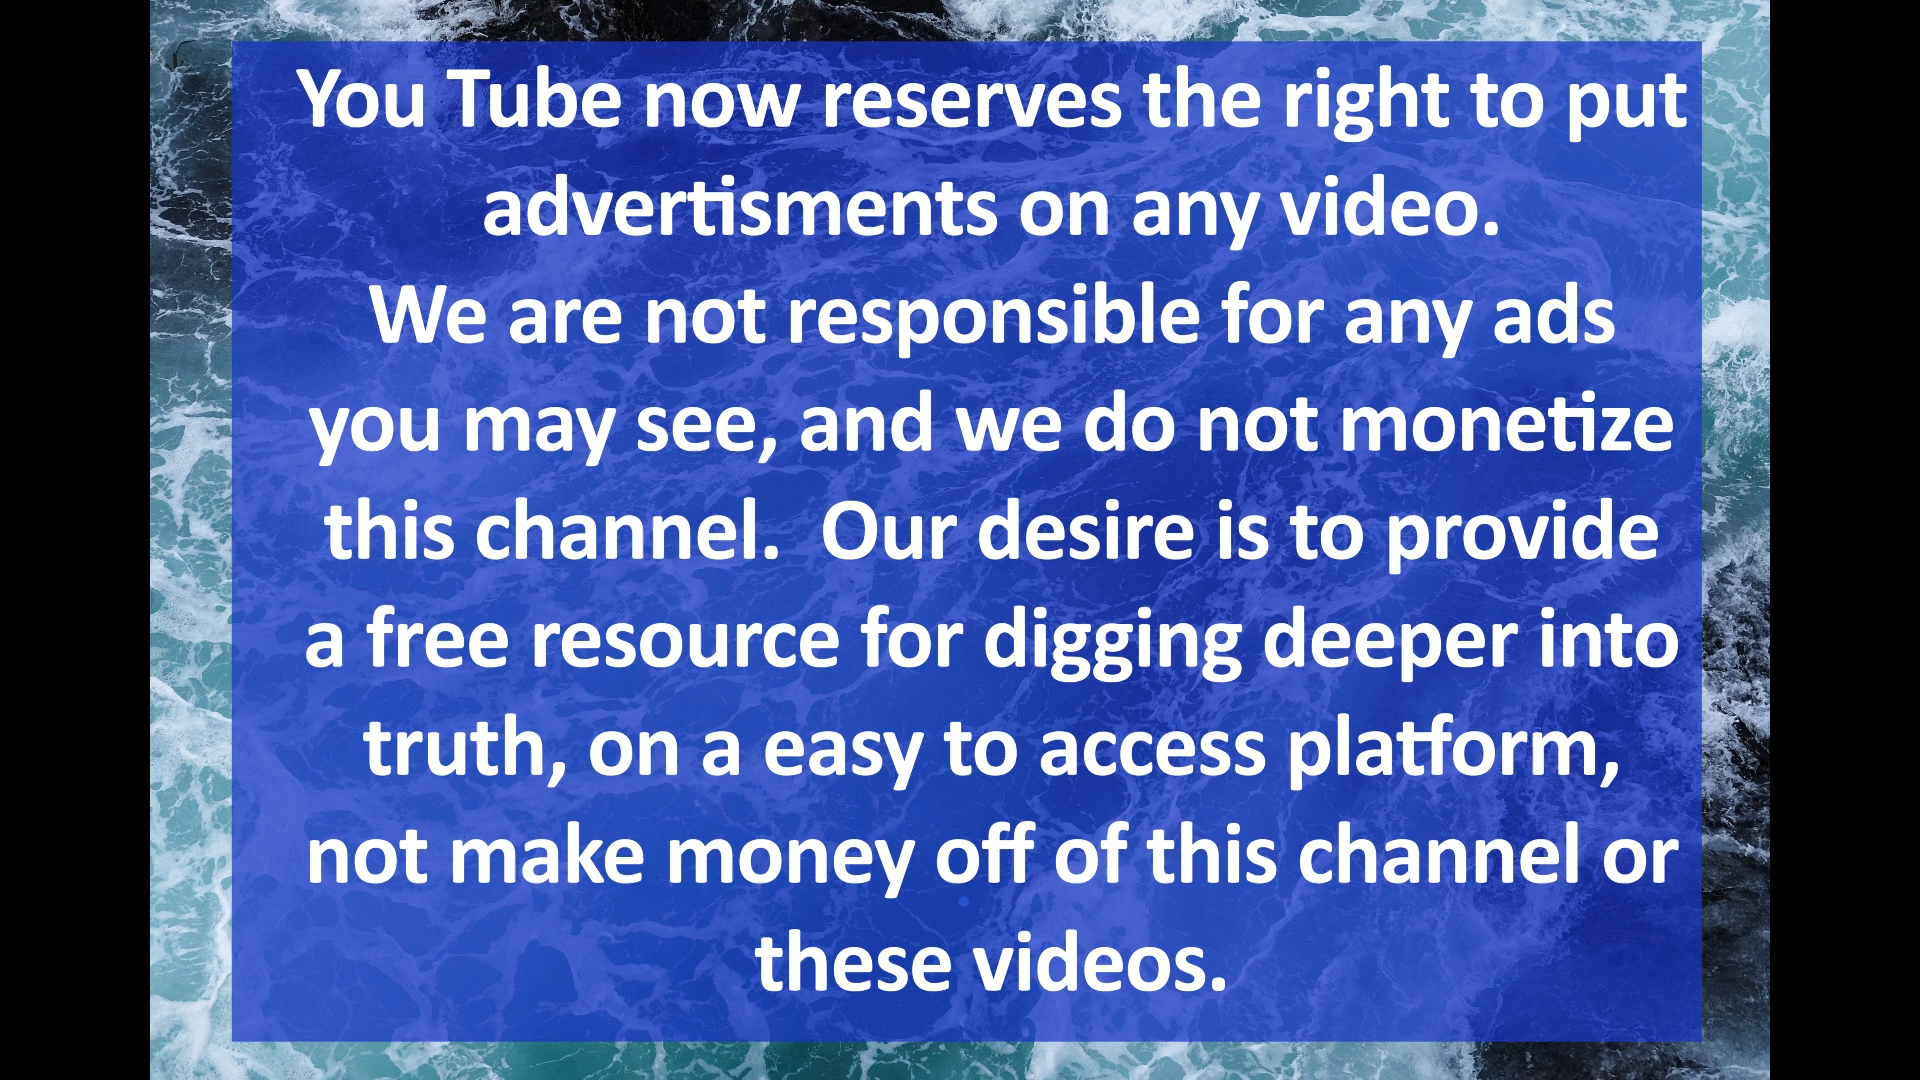 You Tube now reserves the right to put
advertisments on any video.
We are not responsible for any ads
you may see, and we do not monetize
this channel.  Our desire is to provide
a free resource for digging deeper into
truth, on a easy to access platform,
not make money off of this channel or
these videos.